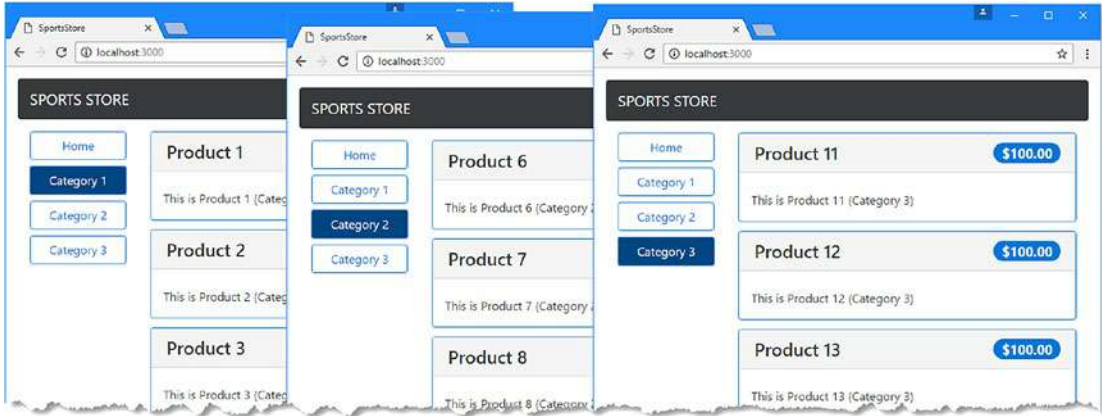 SportsStore
localhost:3000
SPORTS STORE
Home
Category 1
Category 2
Category 3
Product 1
This is Product 1 (Categ
Product 2
This is Product 2 (Categ
Product 3
This is Product 3 (Categ
SportsStore
localhost:3000
SPORTS STORE
Home
Category 1
Category 2
Category 3
Product 6
This is Product 6 (Category
Product 7
This is Product 7 (Category
Product 8
This is Product 8 (Category
SportsStore
localhost:3000
SPORTS STORE
Home
Category 1
Category 2
Category 3
Product 11 $100.00
This is Product 11 (Category 3)
Product 12 $100.00
This is Product 12 (Category 3)
Product 13 $100.00
This is Product 13 (Category 3)